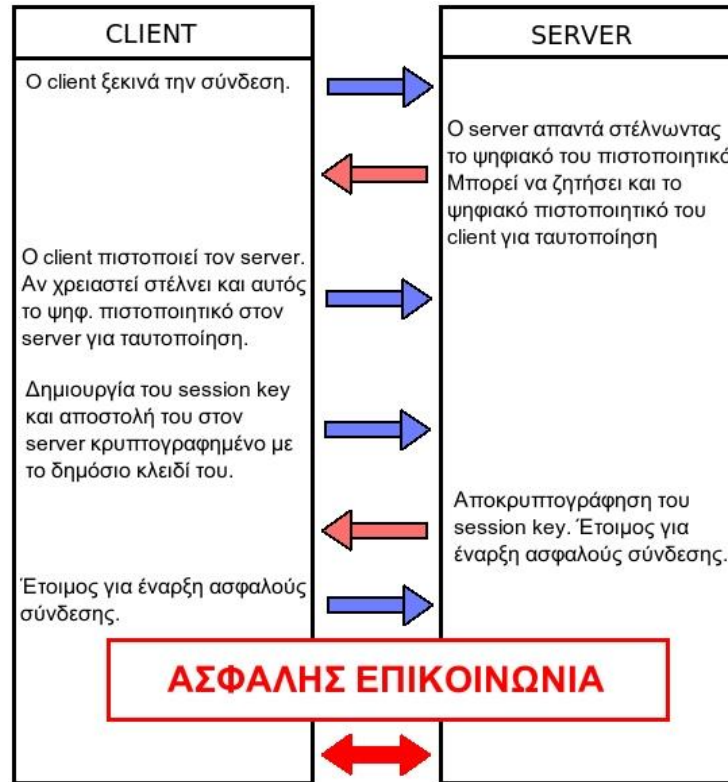 CLIENT
SERVER
Ο client ξεκινά την σύνδεση.
Ο server απαντά στέλνωντας
το ψηφιακό του πιστοποιητικό
Μπορεί να ζητήσει και το
ψηφιακό πιστοποιητικό του
client για ταυτοποίηση
Ο client πιστοποιεί τον server.
Αν χρειαστεί στέλνει και αυτός
το ψηφ. πιστοποιητικό στον
server για ταυτοποίηση.
Δημιουργία του session key
και αποστολή του στον
server κρυπτογραφημένο με
το δημόσιο κλειδί του.
Αποκρυπτογράφηση του
session key. Έτοιμος για
έναρξη ασφαλούς σύνδεσης.
Έτοιμος για έναρξη ασφαλούς
σύνδεσης.
ΑΣΦΑΛΗΣ ΕΠΙΚΟΙΝΩΝΙΑ